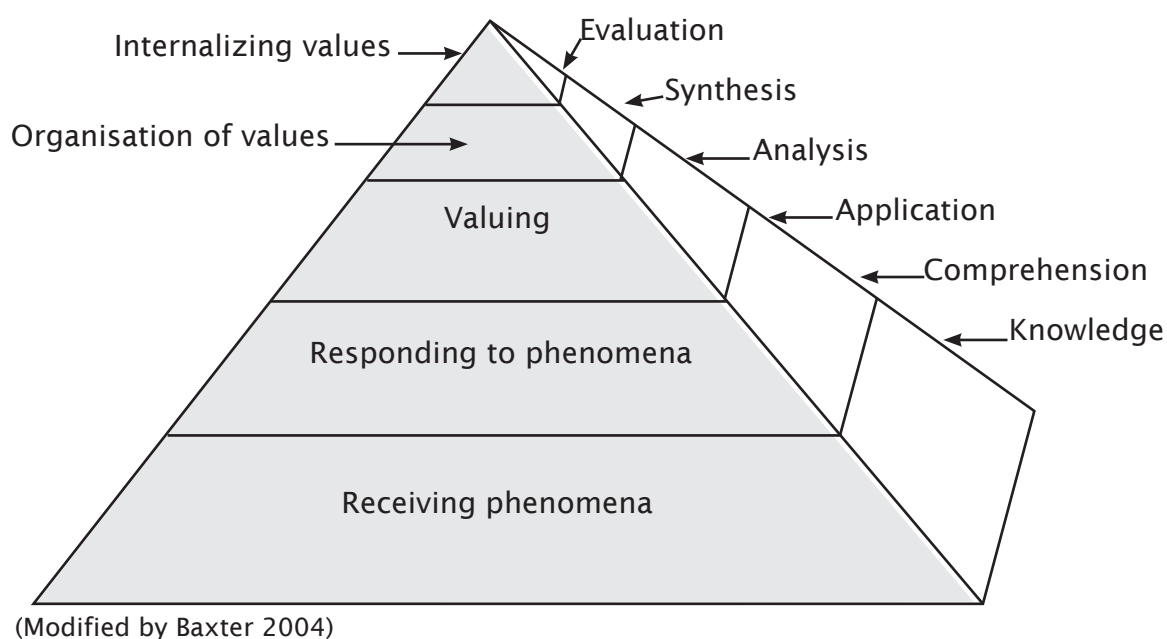 Internalizing values
Evaluation
Synthesis
Organisation of values
Analysis
Valuing
Application
Comprehension
Knowledge
Responding to phenomena
Receiving phenomena
(Modified by Baxter 2004)